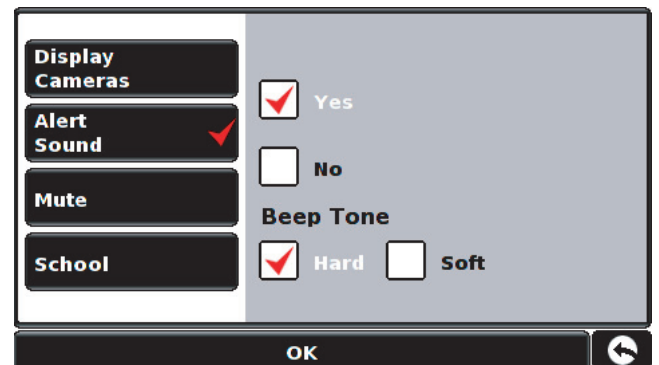 Display
Cameras
Alert
Sound
Mute
School
Yes
No
Beep Tone
Hard Soft
OK